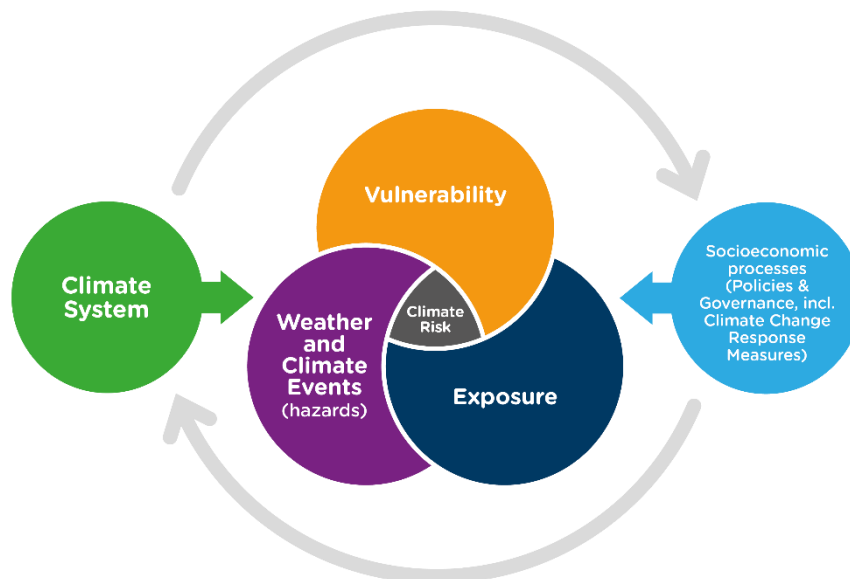 Vulnerability
Climate
System
Socioeconomic
processes
(Policies &
Governance, incl.
Climate Change
Response
Measures)
Climate
Risk
Weather
and
Climate
Events
(hazards)
Exposure